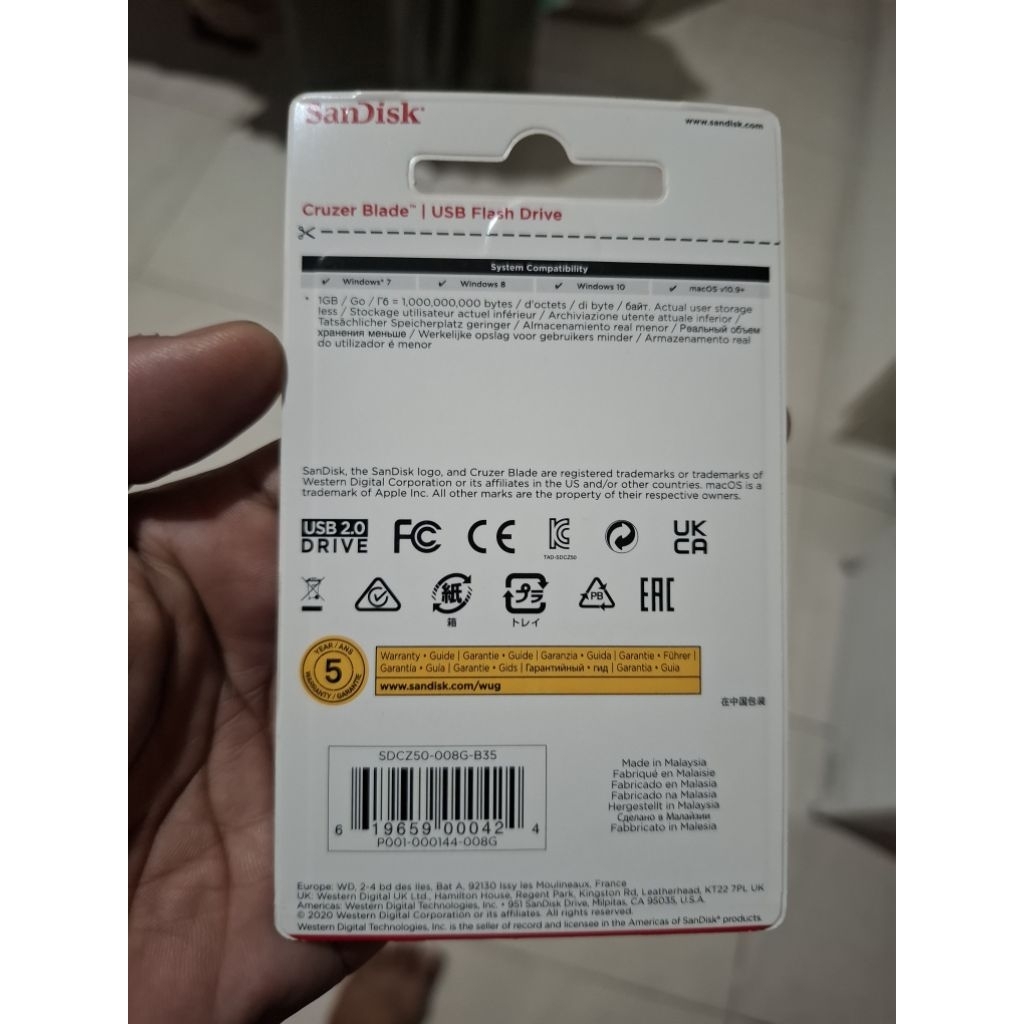 SanDisk®
www.sandisk.com
Cruzer Blade™ | USB Flash Drive
System Compatibility
✓ Windows® 7 ✓ Windows 8 ✓ Windows 10 ✓ macOS v10.9+
* 1GB / Go / Гб = 1,000,000,000 bytes / d'octets / di byte / байт. Actual user storage
less / Stockage utilisateur actuel inférieur / Archiviazione utente attuale inferiore /
Tatsächlicher Speicherplatz geringer / Almacenamiento real menor / Реальный объем
хранения меньше / Werkelijke opslag voor gebruikers minder / Armazenamento real
do utilizador é menor
SanDisk, the SanDisk logo, and Cruzer Blade are registered trademarks or trademarks of
Western Digital Corporation or its affiliates in the US and/or other countries. macOS is a
trademark of Apple Inc. All other marks are the property of their respective owners.
USB 2.0
DRIVE
FC CE
TAD-SDCZ50
UK
CA
紙
箱
プラ
トレイ
PB
EAC
YEAR / ANS
5
WARRANTY / GARANTIE
Warranty • Guide | Garantie • Guide | Garanzia • Guida | Garantie • Führer |
Garantía • Guía | Garantie • Gids | Гарантийный • гид | Garantia • Guia
www.sandisk.com/wug
在中国包装
SDCZ50-008G-B35
6 19659 00042 4
P001-000144-008G
Made in Malaysia
Fabriqué en Malaisie
Fabricado en Malasia
Fabricado na Malasia
Hergestellt in Malaysia
Сделано в Малайзии
Fabbricato in Malesia
Europe: WD, 2-4 bd des Iles, Bat A, 92130 Issy les Moulineaux, France
UK: Western Digital UK Ltd., Hamilton House, Regent Park, Kingston Rd, Leatherhead, KT22 7PL UK
Americas: Western Digital Technologies, Inc. • 951 SanDisk Drive, Milpitas, CA 95035, U.S.A.
© 2020 Western Digital Corporation or its affiliates. All rights reserved.
Western Digital Technologies, Inc. is the seller of record and licensee in the Americas of SanDisk® products.